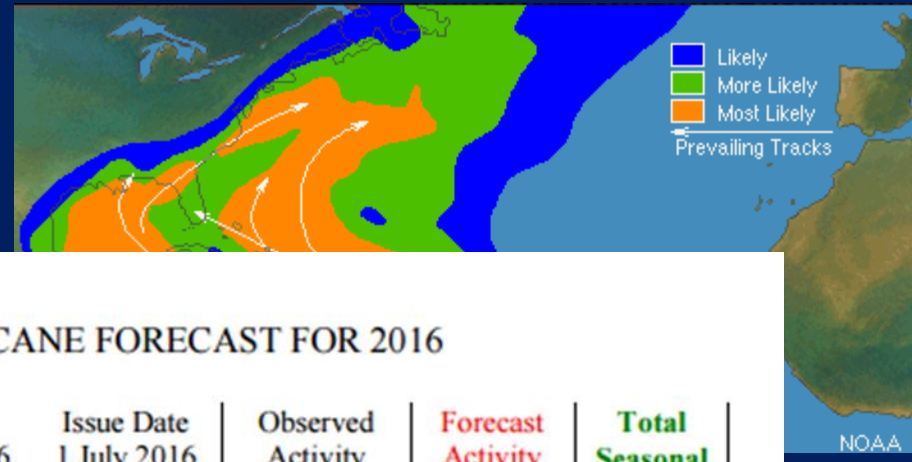 Likely
More Likely
Most Likely
Prevailing Tracks
FORECAST FOR 2016
Issue Date
1 July 2016
Observed
Activity
Forecast
Activity
Total
Seasonal
NOAA